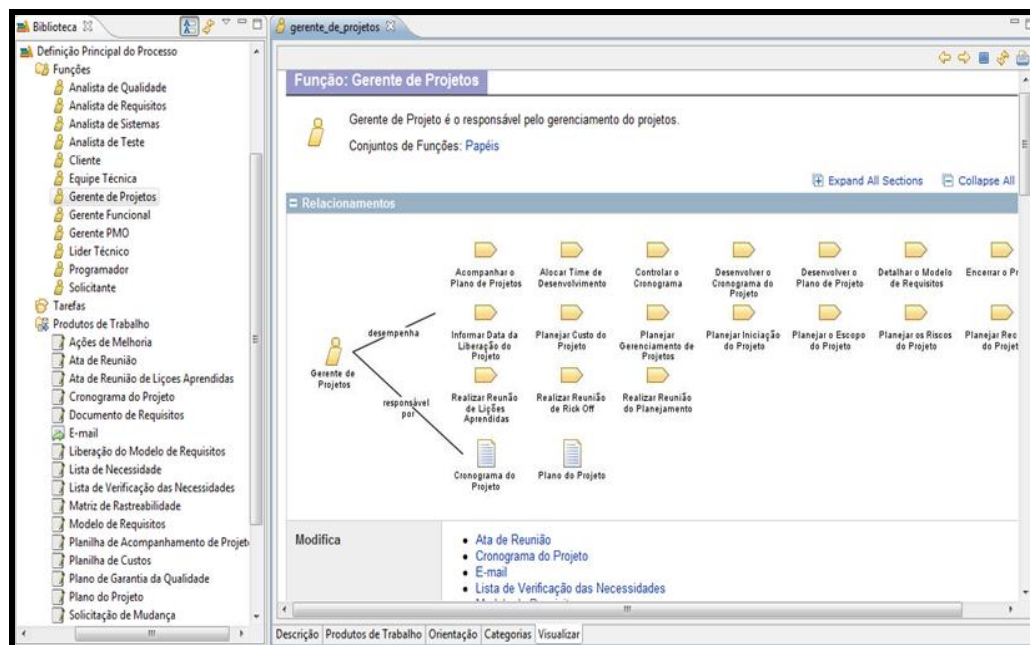 Biblioteca
Definição Principal do Processo
Funções
Analista de Qualidade
Analista de Requisitos
Analista de Sistemas
Analista de Teste
Cliente
Equipe Técnica
Gerente de Projetos
Gerente Funcional
Gerente PMO
Lider Técnico
Programador
Solicitante
Tarefas
Produtos de Trabalho
Ações de Melhoria
Ata de Reunião
Ata de Reunião de Liçoes Aprendidas
Cronograma do Projeto
Documento de Requisitos
E-mail
Liberação do Modelo de Requisitos
Lista de Necessidade
Lista de Verificação das Necessidades
Matriz de Rastreabilidade
Modelo de Requisitos
Planilha de Acompanhamento de Projet
Planilha de Custos
Plano de Garantia da Qualidade
Plano do Projeto
Solicitação de Mudança
gerente_de_projetos
Função: Gerente de Projetos
Gerente de Projeto é o responsável pelo gerenciamento do projetos.
Conjuntos de Funções: Papéis
Expand All Sections Collapse All
Relacionamentos
Acompanhar o Alocar Time de Controlar o Desenvolver o Desenvolver o Detalhar o Modelo Encerrar o Pr
Plano de Projetos Desenvolvimento Cronograma Cronograma do Plano de Projeto de Requisitos
Projeto
desempenha
Informar Data da Planejar Custo do Planejar Planejar Iniciação Planejar o Escopo Planejar os Riscos Planejar Rec
Liberação do Projeto Gerenciamento de do Projeto do Projeto do Projeto do Projet
Projeto Projetos
Gerente de
Projetos
responsável
por
Realizar Reunão Realizar Reunião Realizar Reunião
de Lições de Rick Off do Planejamento
Aprendidas
Cronograma do Plano do Projeto
Projeto
Modifica
Ata de Reunião
Cronograma do Projeto
E-mail
Lista de Verificação das Necessidades
Descrição Produtos de Trabalho Orientação Categorias Visualizar